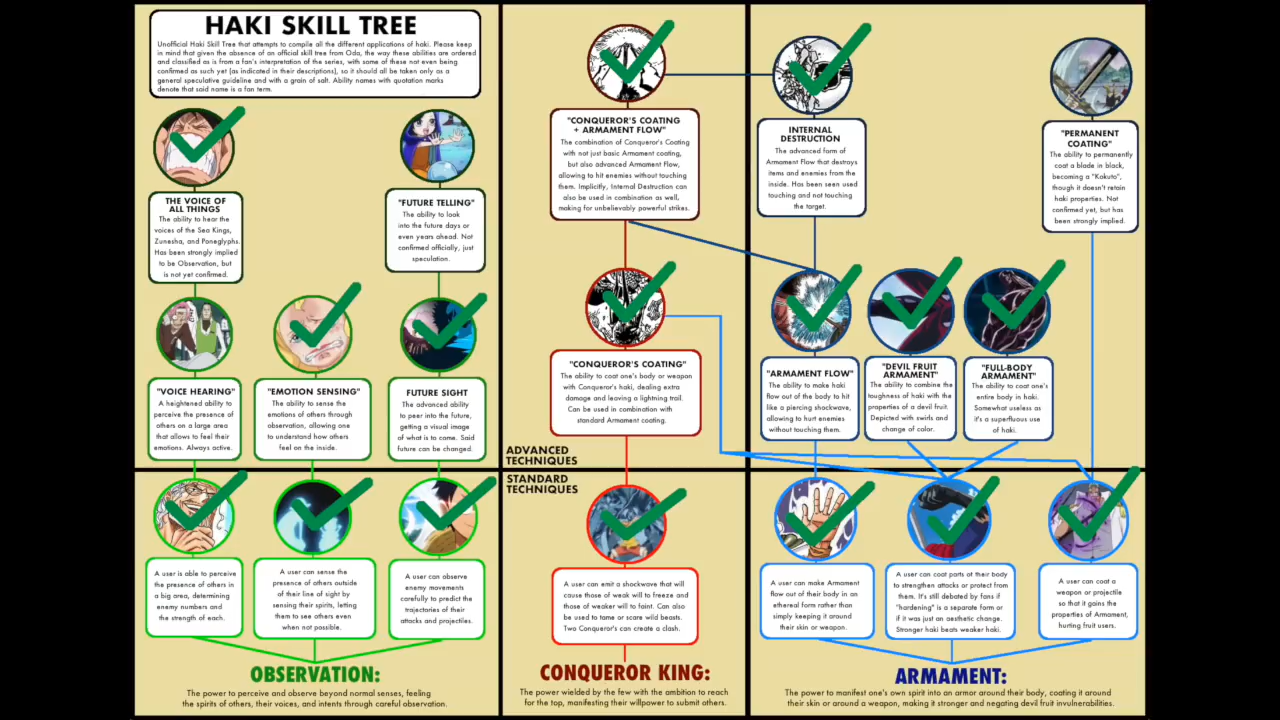 HAKI SKILL TREE
Unofficial Haki Skill Tree that attempts to compile all the different applications of haki. Please keep
in mind that given the absence of an official skill tree from Oda, the way these abilities are ordered
and classified as is from a fan's interpretation of the series, with some of these not even being
confirmed as such yet (as indicated in their descriptions), so it should all be taken only as a
general speculative guideline and with a grain of salt. Ability names with quotation marks
denote that said name is a fan term.
THE VOICE OF
ALL THINGS
The ability to hear the
voices of the Sea Kings,
Zunesha, and Poneglyphs.
Has been strongly implied
to be Observation, but
is not yet confirmed.
"FUTURE TELLING"
The ability to look
into the future days or
even years ahead. Not
confirmed officially, just
speculation.
"VOICE HEARING"
A heightened ability to
perceive the presence of
others on a large area
that allows to feel their
emotions. Always active.
"EMOTION SENSING"
The ability to sense the
emotions of others through
observation, allowing one
to understand how others
feel on the inside.
FUTURE SIGHT
The advanced ability
to peer into the future,
getting a visual image
of what is to come. Said
future can be changed.
A user is able to perceive
the presence of others in
a big area, determining
enemy numbers and
the strength of each.
A user can sense the
presence of others outside
of their line of sight by
sensing their spirits, letting
them to see others even
when not possible.
A user can observe
enemy movements
carefully to predict the
trajectories of their
attacks and projectiles.
OBSERVATION:
The power to perceive and observe beyond normal senses, feeling
the spirits of others, their voices, and intents through careful observation.
"CONQUEROR'S COATING
+ ARMAMENT FLOW"
The combination of Conqueror's Coating
with not just basic Armament coating,
but also advanced Armament Flow,
allowing to hit enemies without touching
them. Implicitly, Internal Destruction can
also be used in combination as well,
making for unbelievably powerful strikes.
"CONQUEROR'S COATING"
The ability to coat one's body or weapon
with Conqueror's haki, dealing extra
damage and leaving a lightning trail.
Can be used in combination with
standard Armament coating.
ADVANCED
TECHNIQUES
STANDARD
TECHNIQUES
A user can emit a shockwave that will
cause those of weak will to freeze and
those of weaker will to faint. Can also
be used to tame or scare wild beasts.
Two Conqueror's can create a clash.
CONQUEROR KING:
The power wielded by the few with the ambition to reach
for the top, manifesting their willpower to submit others.
INTERNAL
DESTRUCTION
The advanced form of
Armament Flow that destroys
items and enemies from the
inside. Has been seen used
touching and not touching
the target.
"PERMANENT
COATING"
The ability to permanently
coat a blade in black,
becoming a "Kokuto",
though it doesn't retain
haki properties. Not
confirmed yet, but has
been strongly implied.
"ARMAMENT FLOW"
The ability to make haki
flow out of the body to hit
like a piercing shockwave,
allowing to hurt enemies
without touching them.
"DEVIL FRUIT
ARMAMENT"
The ability to combine the
toughness of haki with the
properties of a devil fruit.
Depicted with swirls and
change of color.
"FULL-BODY
ARMAMENT"
The ability to coat one's
entire body in haki.
Somewhat useless as
it's a superfluous use
of haki.
A user can make Armament
flow out of their body in an
ethereal form rather than
simply keeping it around
their skin or weapon.
A user can coat parts of their body
to strengthen attacks or protect from
them. It's still debated by fans if
"hardening" is a separate form or
if it was just an aesthetic change.
Stronger haki beats weaker haki.
A user can coat a
weapon or projectile
so that it gains the
properties of Armament,
hurting fruit users.
ARMAMENT:
The power to manifest one's own spirit into an armor around their body, coating it around
their skin or around a weapon, making it stronger and negating devil fruit invulnerabilities.